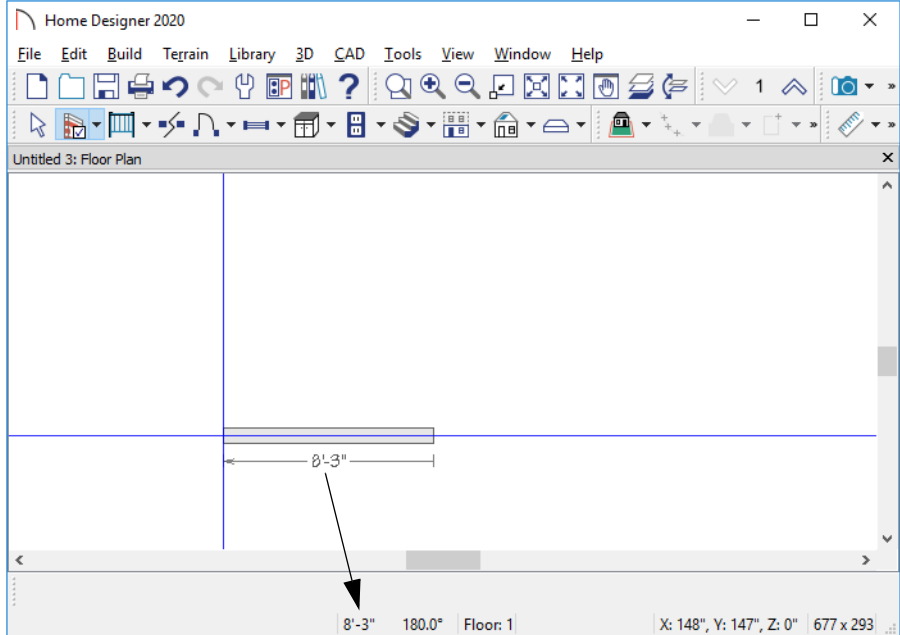 Home Designer 2020
File Edit Build Terrain Library 3D CAD Tools View Window Help
? 1 »
» »
Untitled 3: Floor Plan
8'-3"
8'-3" 180.0° Floor: 1 X: 148", Y: 147", Z: 0" 677 x 293